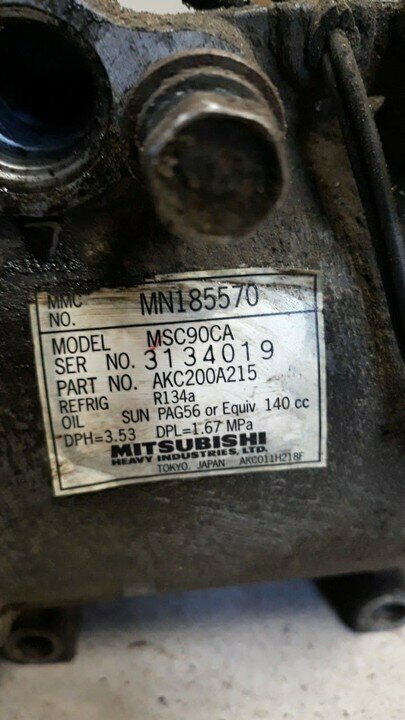 MMC NO. MN185570
MODEL MSC90CA
SER NO. 3134019
PART NO. AKC200A215
REFRIG R134a
OIL SUN PAG56 or Equiv 140 cc
DPH=3.53 DPL=1.67 MPa
MITSUBISHI
HEAVY INDUSTRIES, LTD.
TOKYO, JAPAN AKC011H218F